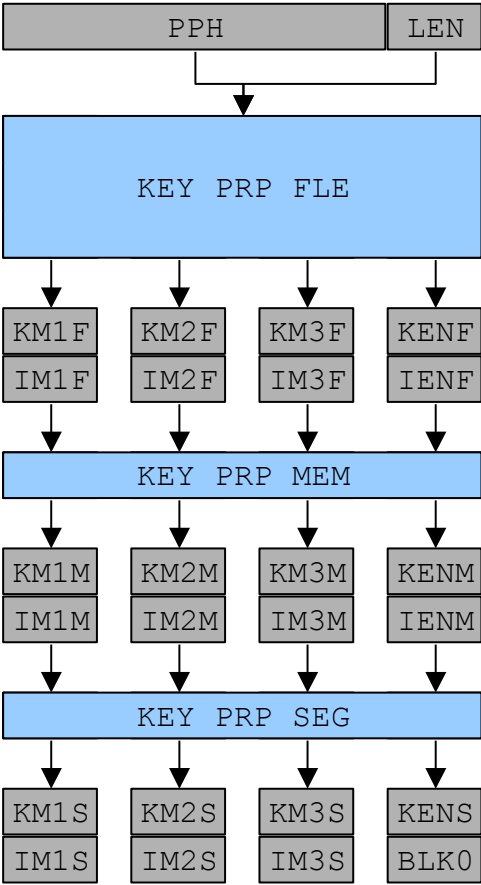 PPH LEN
KEY PRP FLE
KM1F KM2F KM3F KENF
IM1F IM2F IM3F IENF
KEY PRP MEM
KM1M KM2M KM3M KENM
IM1M IM2M IM3M IENM
KEY PRP SEG
KM1S KM2S KM3S KENS
IM1S IM2S IM3S BLK0